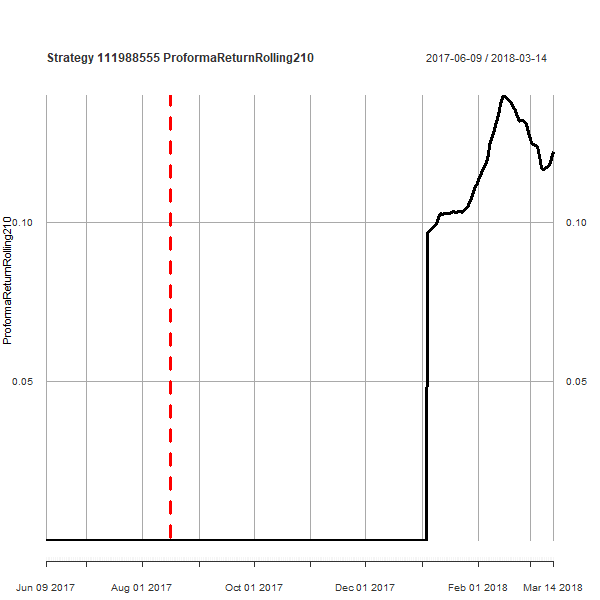 Strategy 111988555 ProformaReturnRolling210
2017-06-09 / 2018-03-14
ProformaReturnRolling210
0.10
0.10
0.05
0.05
Jun 09 2017
Aug 01 2017
Oct 01 2017
Dec 01 2017
Feb 01 2018
Mar 14 2018